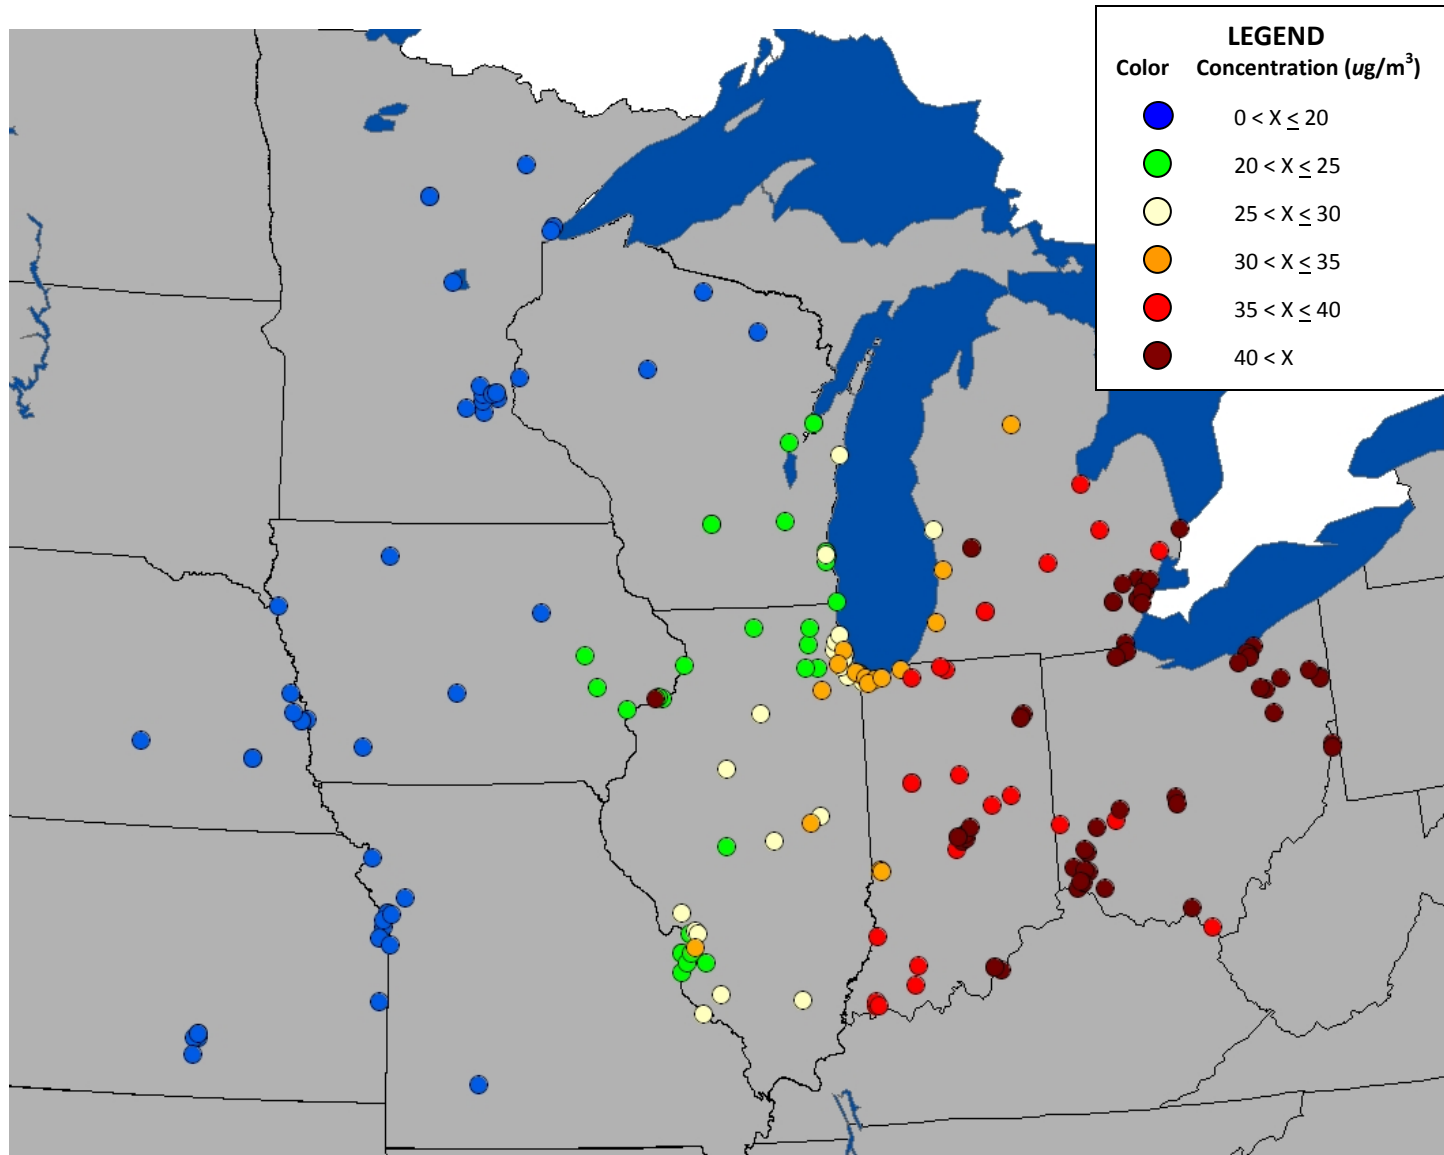 LEGEND
Color Concentration (ug/m³)
0 < X ≤ 20
20 < X ≤ 25
25 < X ≤ 30
30 < X ≤ 35
35 < X ≤ 40
40 < X